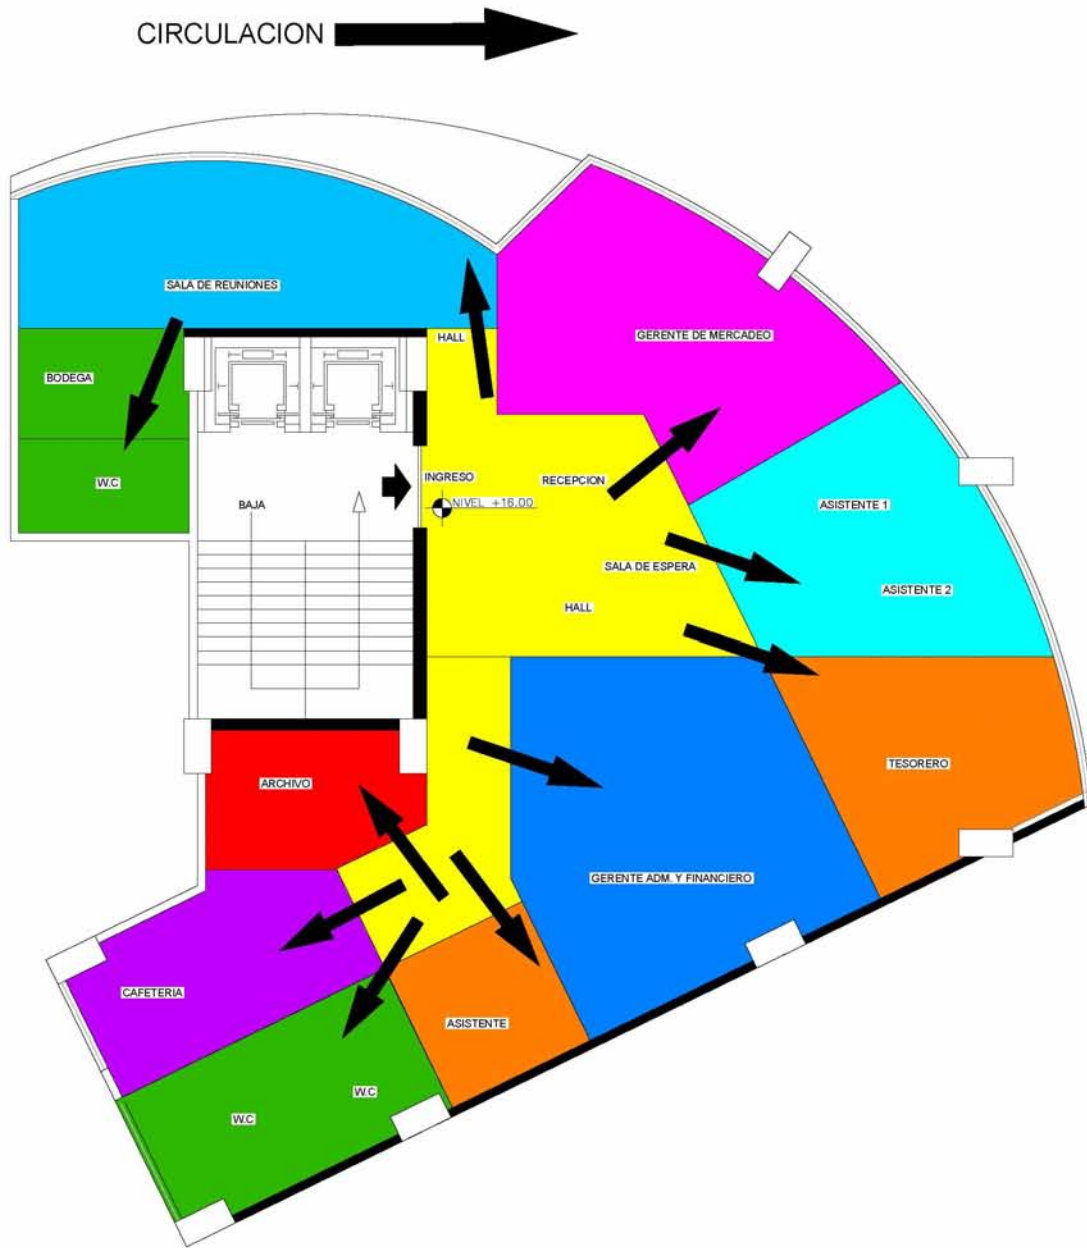 CIRCULACION
SALA DE REUNIONES
HALL
GERENTE DE MERCADEO
BODEGA
W.C
INGRESO
RECEPCION
BAJA
NIVEL +16.00
ASISTENTE 1
SALA DE ESPERA
ASISTENTE 2
HALL
ARCHIVO
TESORERO
GERENTE ADM. Y FINANCIERO
CAFETERIA
ASISTENTE
W.C
W.C